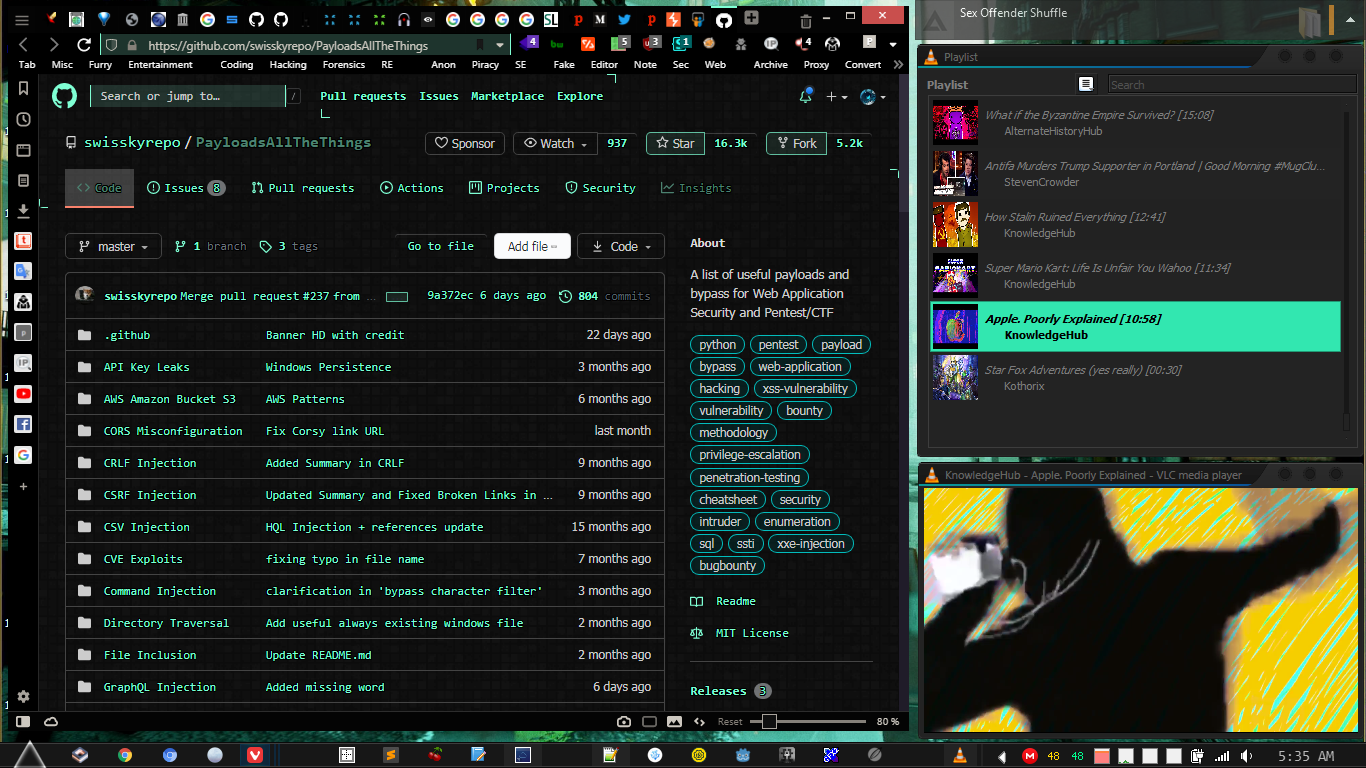 Sex Offender Shuffle
https://github.com/swisskyrepo/PayloadsAllTheThings
4
5
3
1
4
Tab Misc Furry Entertainment Coding Hacking Forensics RE Anon Piracy SE Fake Editor Note Sec Web Archive Proxy Convert
Search or jump to…
/
Pull requests Issues Marketplace Explore
swisskyrepo / PayloadsAllTheThings
Sponsor
Watch 937
Star 16.3k
Fork 5.2k
Code
Issues 8
Pull requests
Actions
Projects
Security
Insights
master
1 branch
3 tags
Go to file
Add file
Code
swisskyrepo Merge pull request #237 from … 9a372ec 6 days ago 804 commits
.github Banner HD with credit 22 days ago
API Key Leaks Windows Persistence 3 months ago
AWS Amazon Bucket S3 AWS Patterns 6 months ago
CORS Misconfiguration Fix Corsy link URL last month
CRLF Injection Added Summary in CRLF 9 months ago
CSRF Injection Updated Summary and Fixed Broken Links in … 9 months ago
CSV Injection HQL Injection + references update 15 months ago
CVE Exploits fixing typo in file name 7 months ago
Command Injection clarification in 'bypass character filter' 3 months ago
Directory Traversal Add useful always existing windows file 2 months ago
File Inclusion Update README.md 2 months ago
GraphQL Injection Added missing word 6 days ago
About
A list of useful payloads and
bypass for Web Application
Security and Pentest/CTF
python pentest payload
bypass web-application
hacking xss-vulnerability
vulnerability bounty
methodology
privilege-escalation
penetration-testing
cheatsheet security
intruder enumeration
sql ssti xxe-injection
bugbounty
Readme
MIT License
Releases 3
Reset 80 %
Playlist
Playlist
Search
What if the Byzantine Empire Survived? [15:08]
AlternateHistoryHub
Antifa Murders Trump Supporter in Portland | Good Morning #MugClu...
StevenCrowder
How Stalin Ruined Everything [12:41]
KnowledgeHub
Super Mario Kart: Life Is Unfair You Wahoo [11:34]
KnowledgeHub
Apple. Poorly Explained [10:58]
KnowledgeHub
Star Fox Adventures (yes really) [00:30]
Kothorix
KnowledgeHub - Apple. Poorly Explained - VLC media player
48 48
5:35 AM